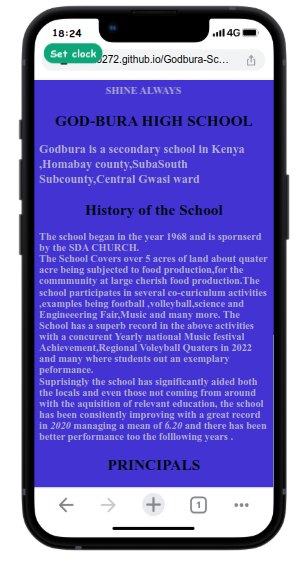 18:24
4G
Set clock
0272.github.io/Godbura-Sc...
SHINE ALWAYS
GOD-BURA HIGH SCHOOL
Godbura is a secondary school in Kenya
,Homabay county,SubaSouth
Subcounty,Central Gwasi ward
History of the School
The school began in the year 1968 and is spornserd
by the SDA CHURCH.
The School Covers over 5 acres of land about quater
acre being subjected to food production,for the
commmunity at large cherish food production.The
school participates in several co-curiculum activities
,examples being football ,voleyball,science and
Engineeering Fair,Music and many more. The
School has a superb record in the above activities
with a concurent Yearly national Music festival
Achievement,Regional Voleyball Quaters in 2022
and many where students out an exemplary
peformance.
Suprisingly the school has significantly aided both
the locals and even those not coming from around
with the aquisition of relevant education, the school
has been consitently improving with a great record
in 2020 managing a mean of 6.20 and there has been
better performance too the folllowing years .
PRINCIPALS
1